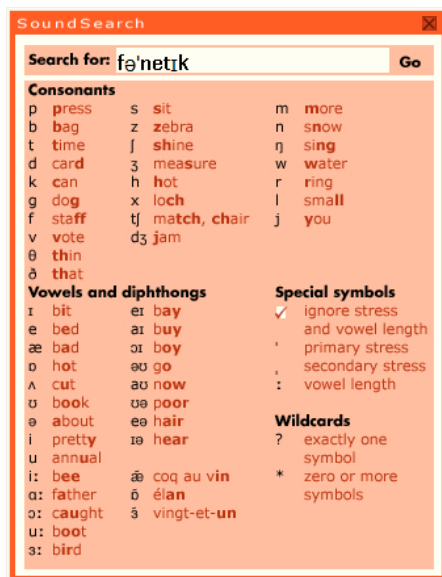 SoundSearch
Search for: fəˈnetɪk Go
Consonants
p press s sit m more
b bag z zebra n snow
t time ʃ shine ŋ sing
d card ʒ measure w water
k can h hot r ring
g dog x loch l small
f staff tʃ match, chair j you
v vote dʒ jam
θ thin
ð that
Vowels and diphthongs Special symbols
ɪ bit eɪ bay ✓ ignore stress
e bed aɪ buy and vowel length
æ bad ɔɪ boy ˈ primary stress
ɒ hot əʊ go ˌ secondary stress
ʌ cut aʊ now ː vowel length
ʊ book ʊə poor
ə about eə hair Wildcards
i pretty ɪə hear ? exactly one
u annual symbol
iː bee æ̃ coq au vin * zero or more
ɑː father ɒ̃ élan symbols
ɔː caught ɜ̃ vingt-et-un
uː boot
ɜː bird